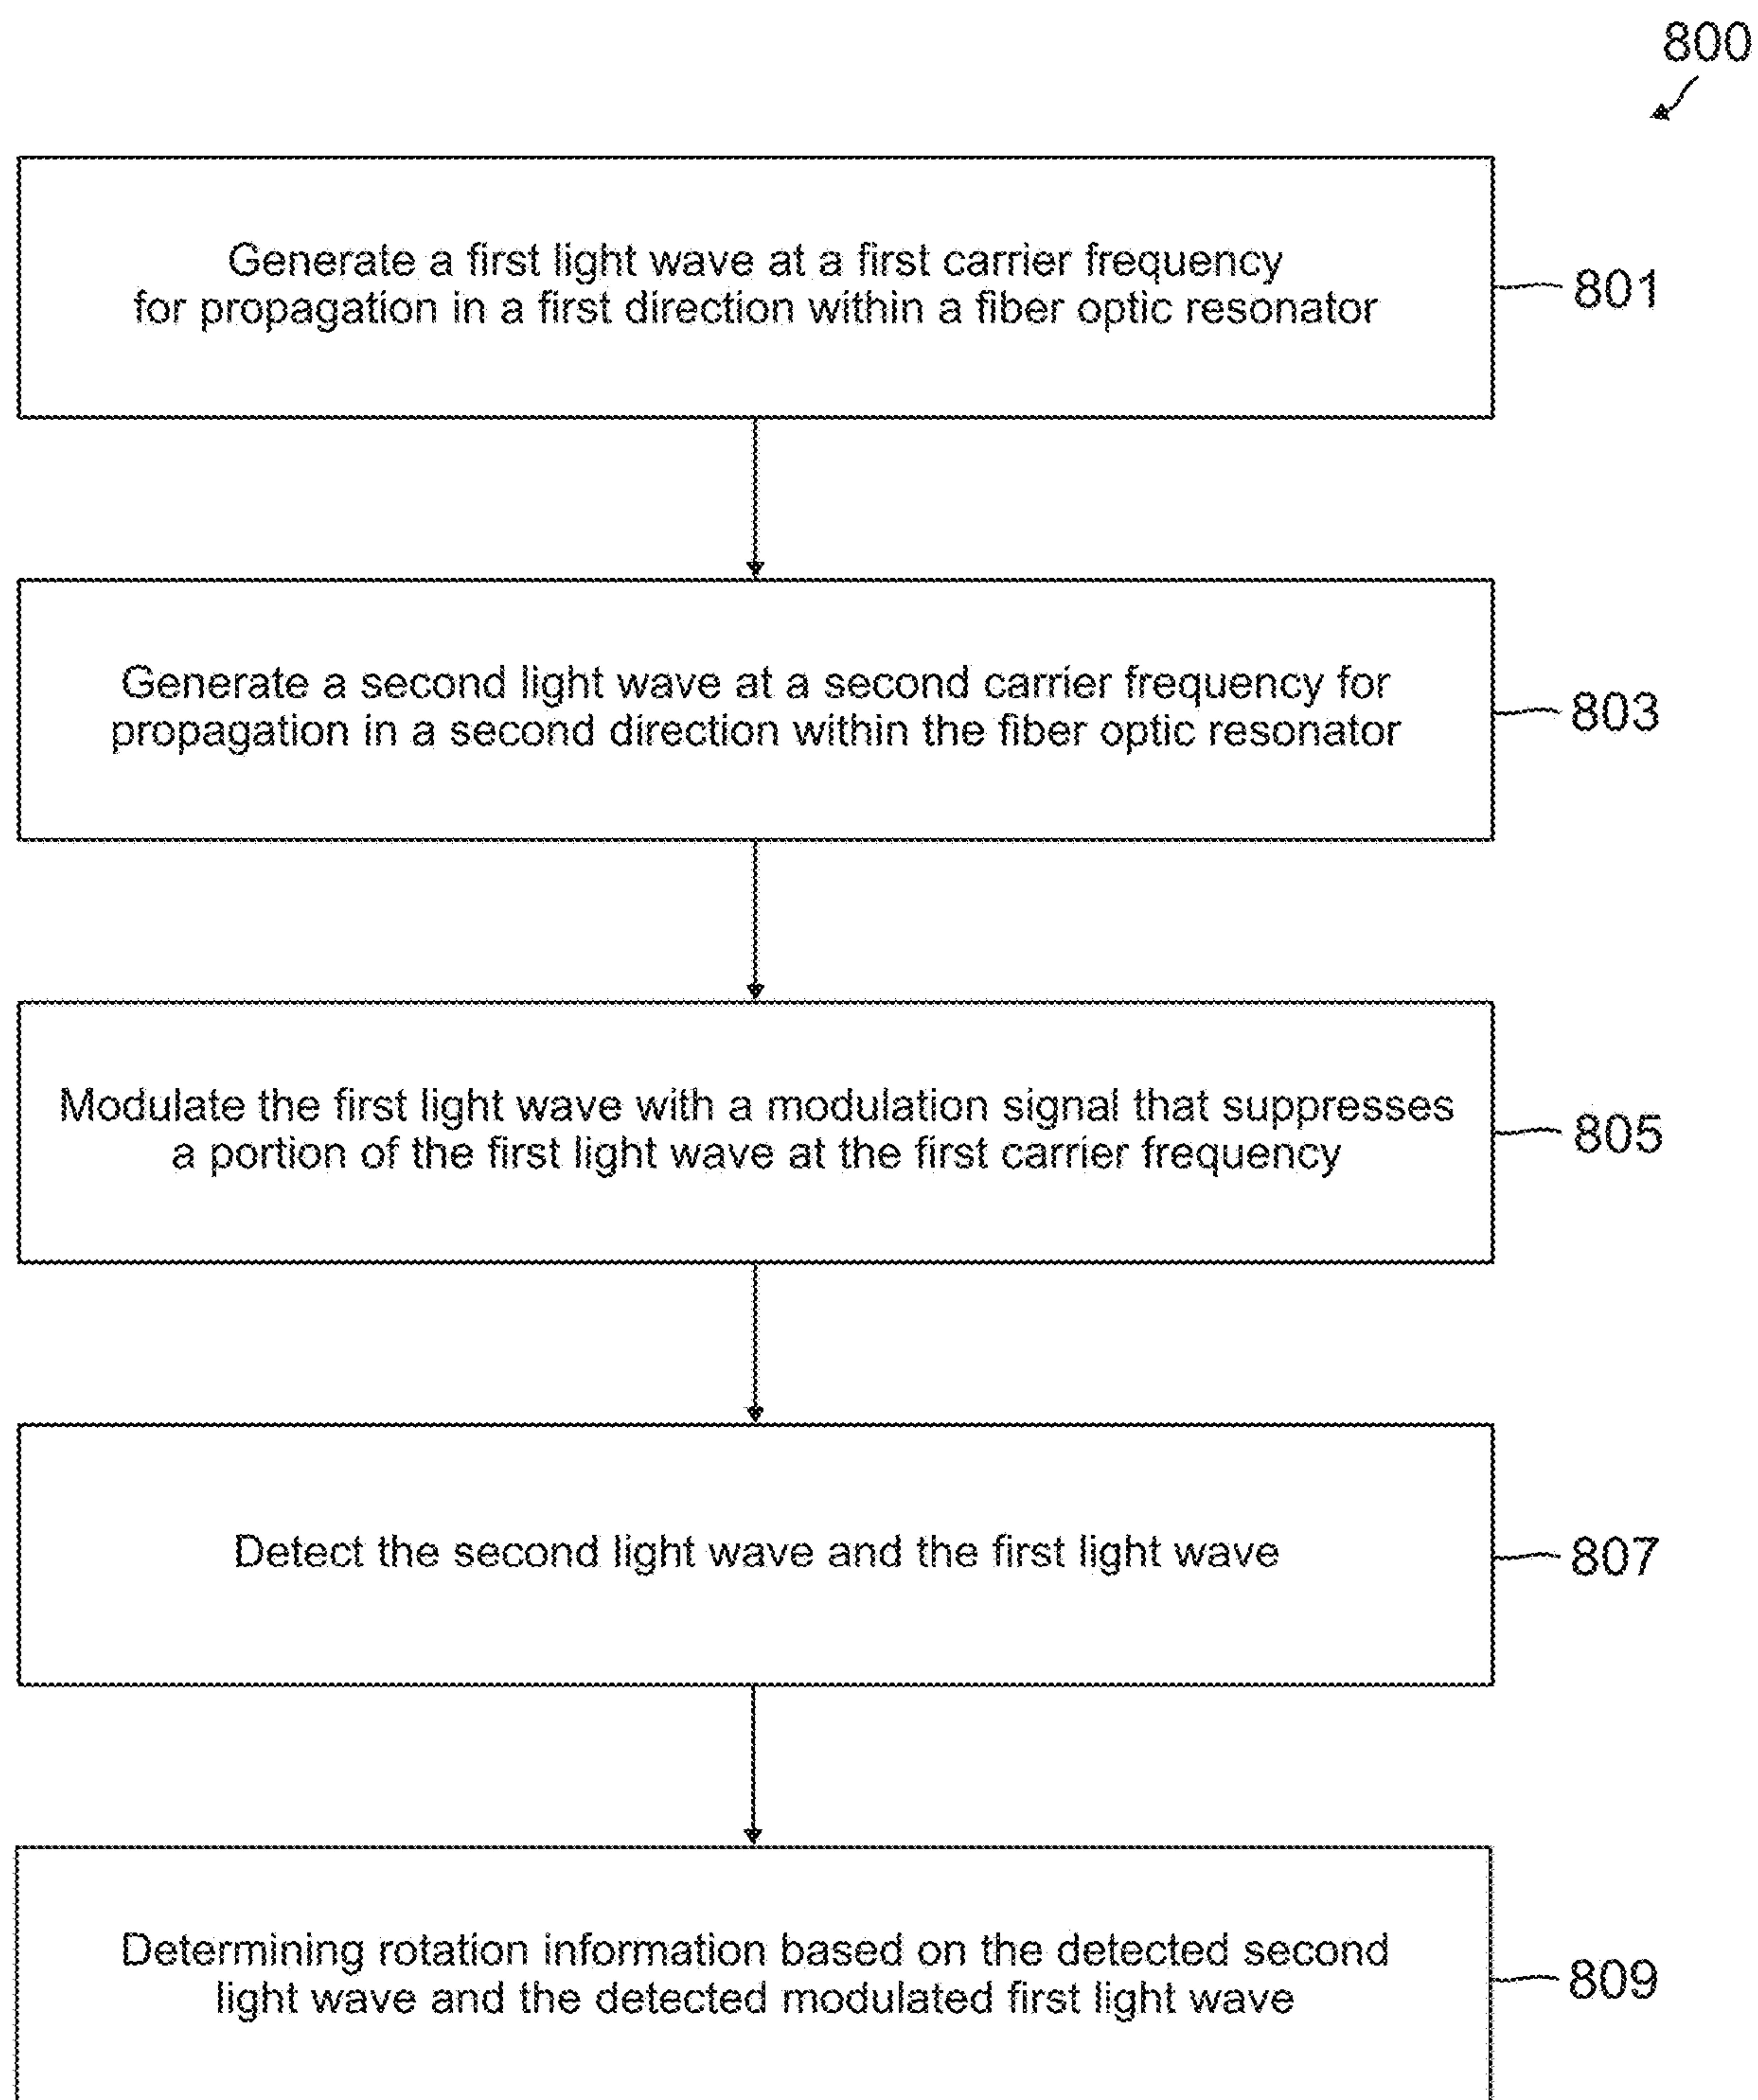 800
Generate a first light wave at a first carrier frequency
for propagation in a first direction within a fiber optic resonator
801
Generate a second light wave at a second carrier frequency for
propagation in a second direction within the fiber optic resonator
803
Modulate the first light wave with a modulation signal that suppresses
a portion of the first light wave at the first carrier frequency
805
Detect the second light wave and the first light wave
807
Determining rotation information based on the detected second
light wave and the detected modulated first light wave
809